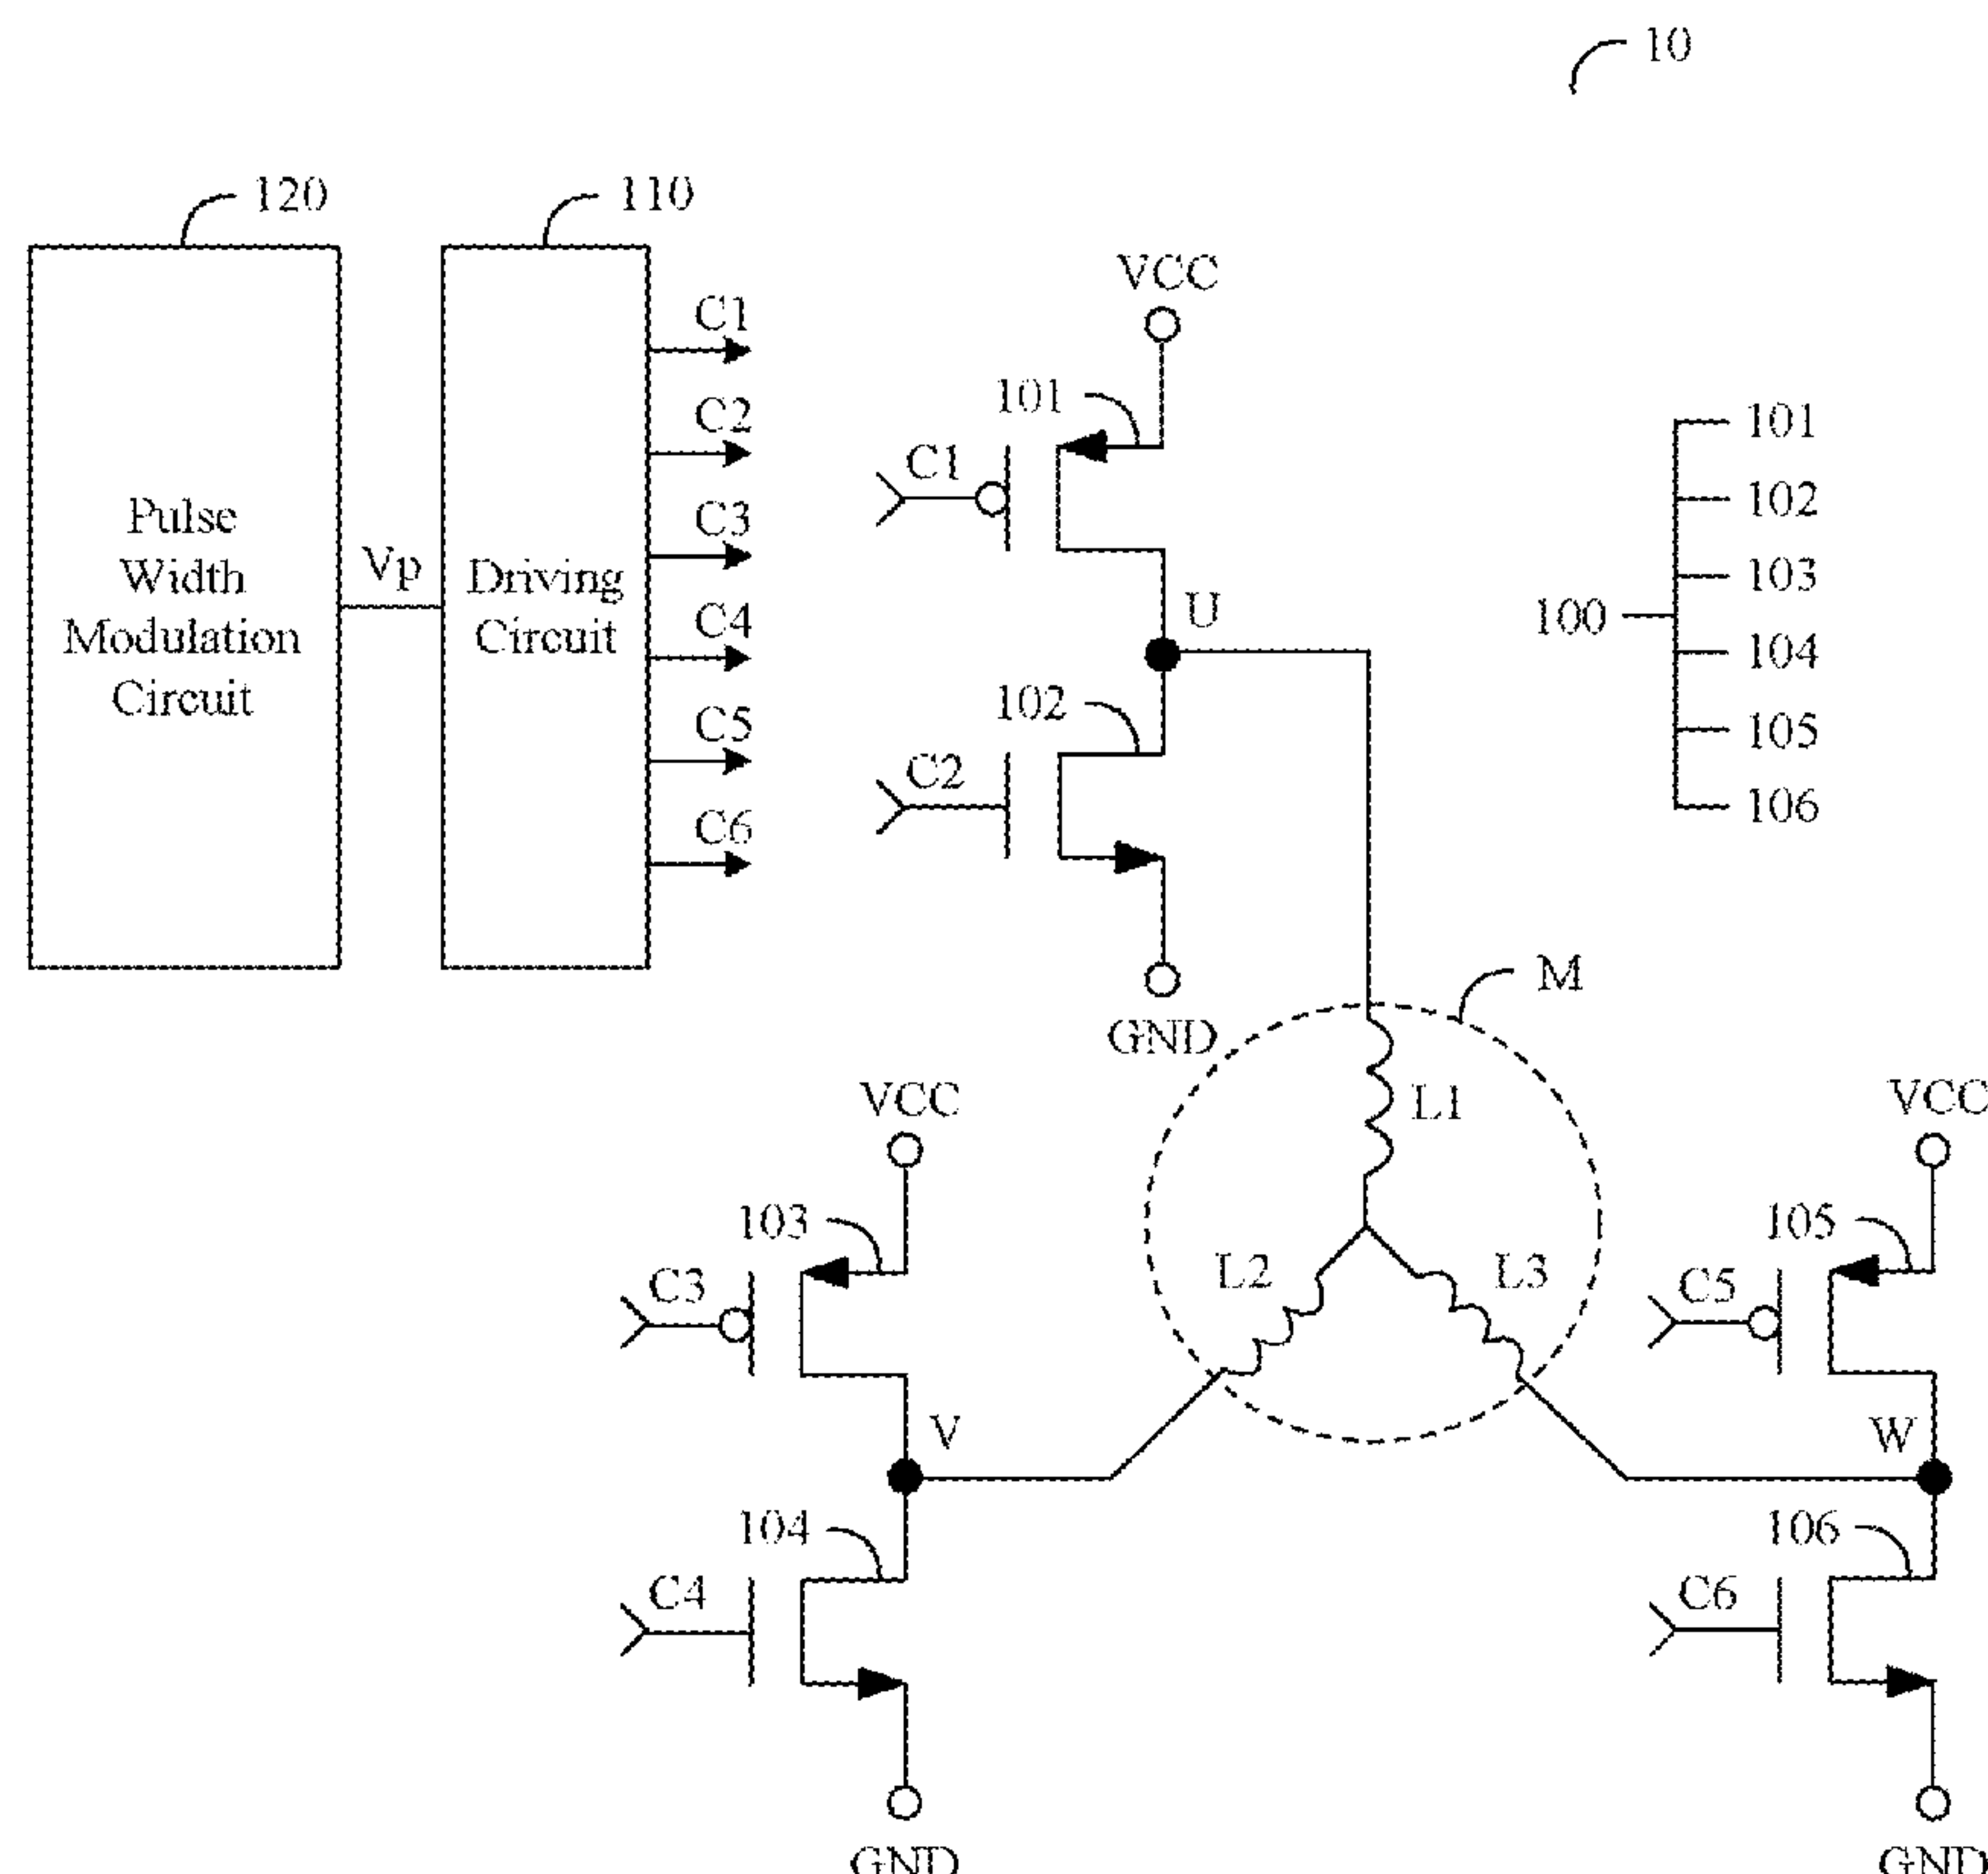 10
120
110
Pulse
Width
Modulation
Circuit
Vp
Driving
Circuit
C1
C2
C3
C4
C5
C6
VCC
101
C1
U
102
C2
GND
100
101
102
103
104
105
106
M
L1
L2
L3
VCC
103
C3
V
104
C4
GND
VCC
105
C5
W
106
C6
GND